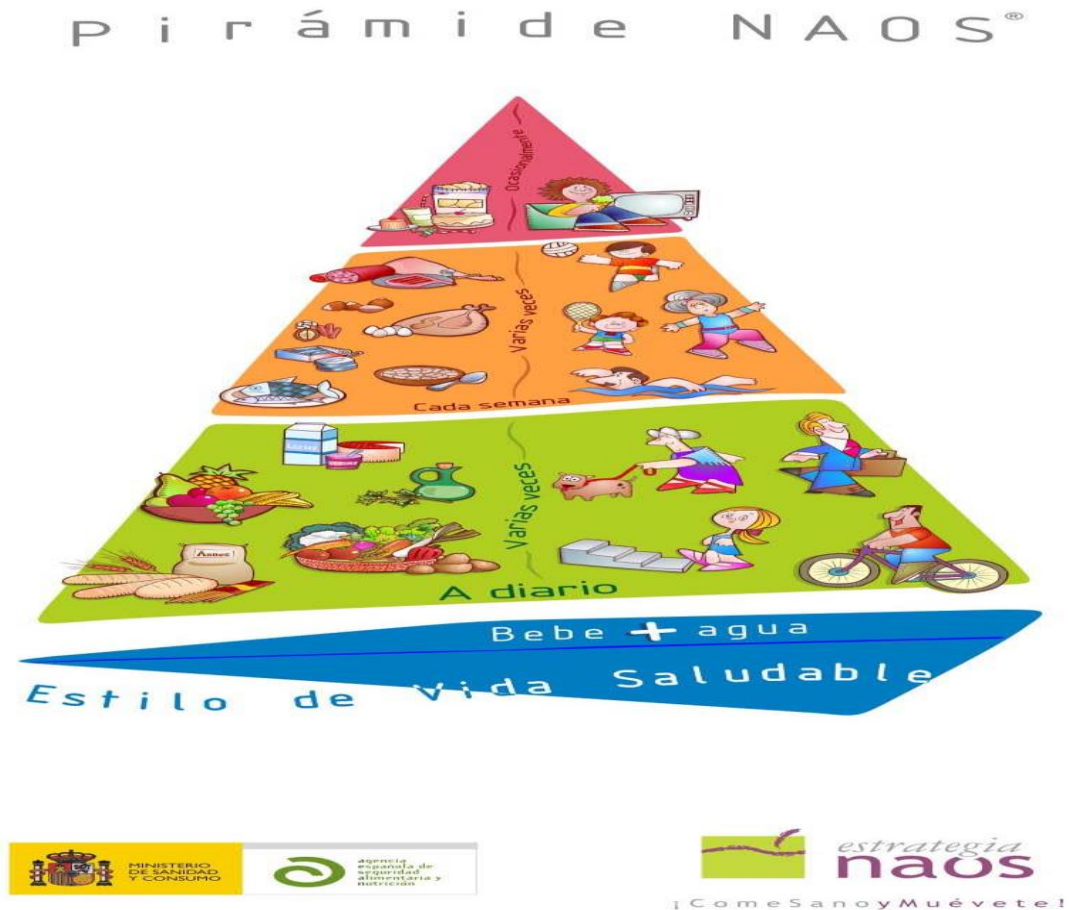 Pirámide NAOS®
Ocasionalmente
Varias veces
Cada semana
Varias veces
Arroz
A diario
Bebe + agua
Estilo de Vida Saludable
MINISTERIO
DE SANIDAD
Y CONSUMO
agencia
española de
seguridad
alimentaria y
nutrición
estrategia
naos
¡ComeSanoyMuévete!